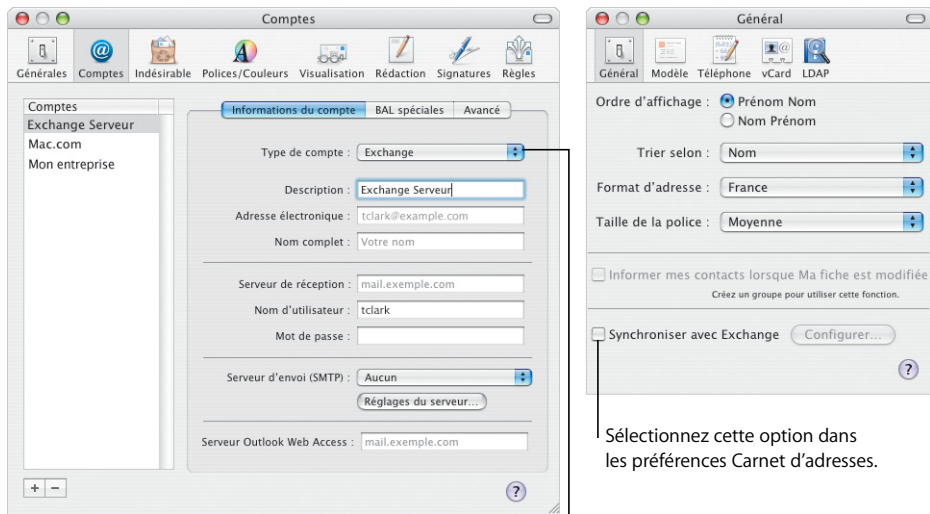 Comptes
Générales Comptes Indésirable Polices/Couleurs Visualisation Rédaction Signatures Règles
Comptes
Exchange Serveur
Mac.com
Mon entreprise
Informations du compte BAL spéciales Avancé
Type de compte : Exchange
Description : Exchange Serveur
Adresse électronique : tclark@example.com
Nom complet : Votre nom
Serveur de réception : mail.exemple.com
Nom d'utilisateur : tclark
Mot de passe :
Serveur d'envoi (SMTP) : Aucun
Réglages du serveur...
Serveur Outlook Web Access : mail.exemple.com
+ −
?
Général
Général Modèle Téléphone vCard LDAP
Ordre d'affichage : Prénom Nom
Nom Prénom
Trier selon : Nom
Format d'adresse : France
Taille de la police : Moyenne
Informer mes contacts lorsque Ma fiche est modifiée
Créez un groupe pour utiliser cette fonction.
Synchroniser avec Exchange Configurer...
?
Sélectionnez cette option dans
les préférences Carnet d'adresses.